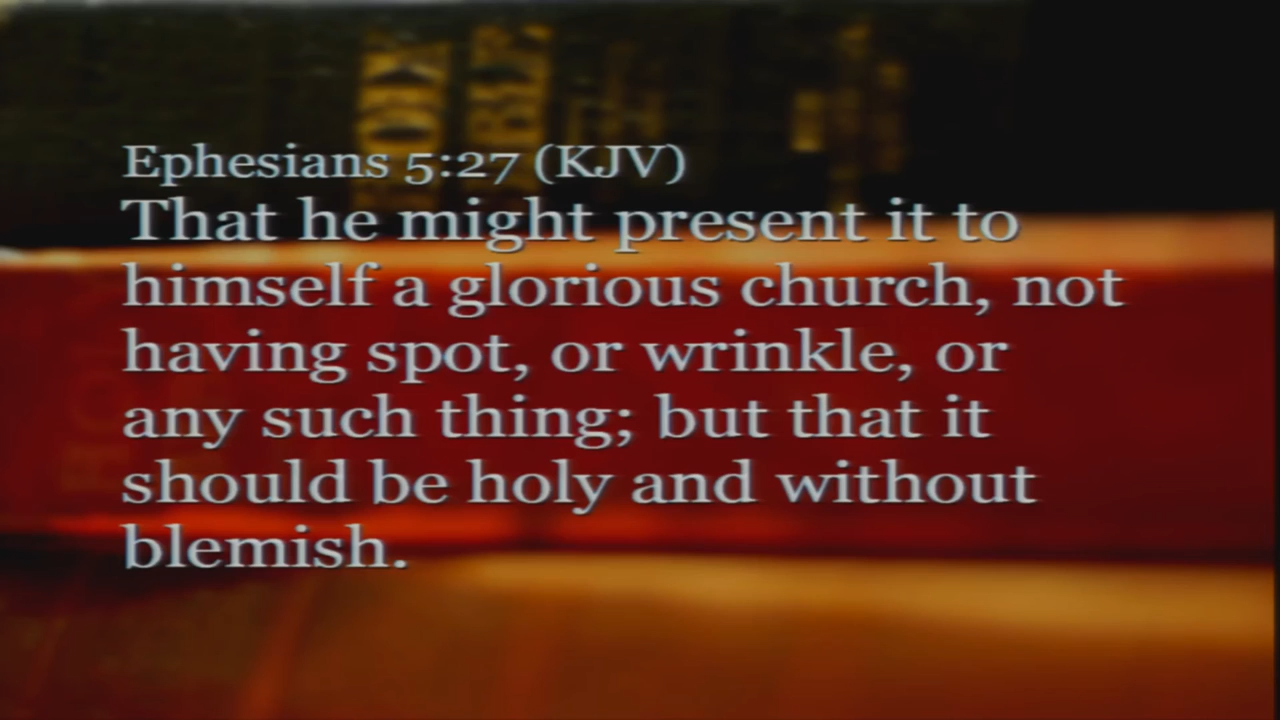 Ephesians 5:27 (KJV)
That he might present it to
himself a glorious church, not
having spot, or wrinkle, or
any such thing; but that it
should be holy and without
blemish.